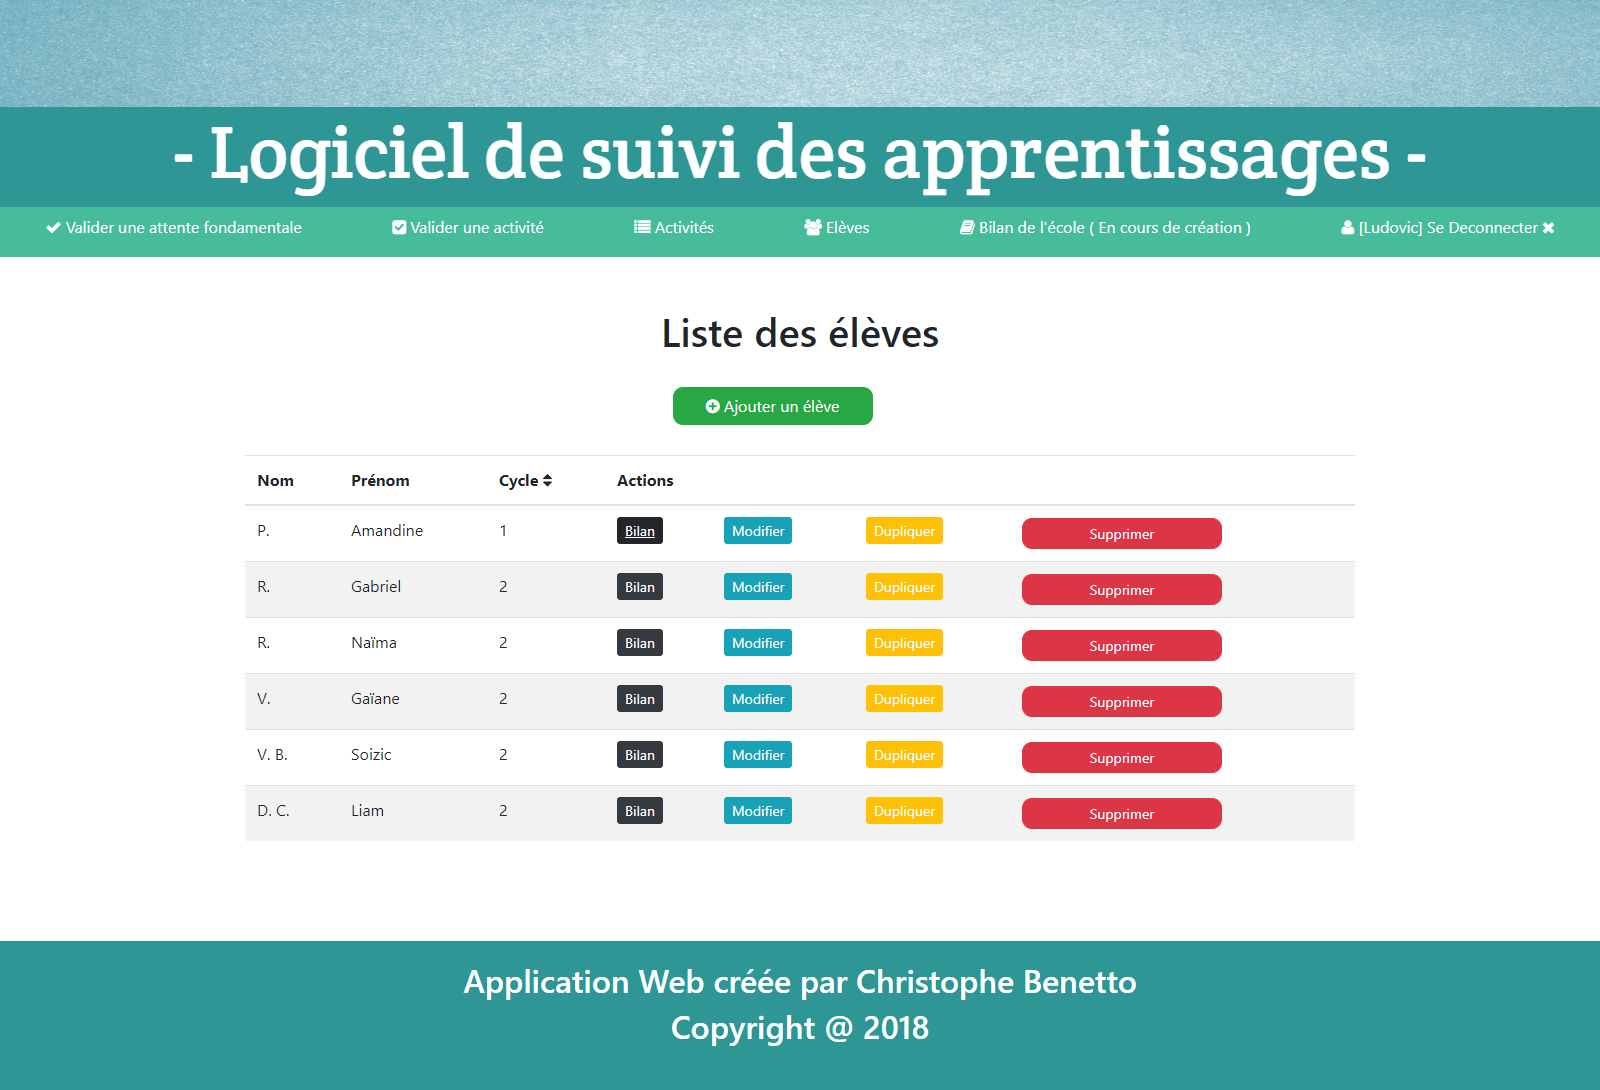 - Logiciel de suivi des apprentissages -
Valider une attente fondamentale Valider une activité Activités Elèves Bilan de l'école ( En cours de création ) [Ludovic] Se Deconnecter
Liste des élèves
Ajouter un élève
Nom Prénom Cycle Actions
P. Amandine 1 Bilan Modifier Dupliquer Supprimer
R. Gabriel 2 Bilan Modifier Dupliquer Supprimer
R. Naïma 2 Bilan Modifier Dupliquer Supprimer
V. Gaïane 2 Bilan Modifier Dupliquer Supprimer
V. B. Soizic 2 Bilan Modifier Dupliquer Supprimer
D. C. Liam 2 Bilan Modifier Dupliquer Supprimer
Application Web créée par Christophe Benetto
Copyright @ 2018